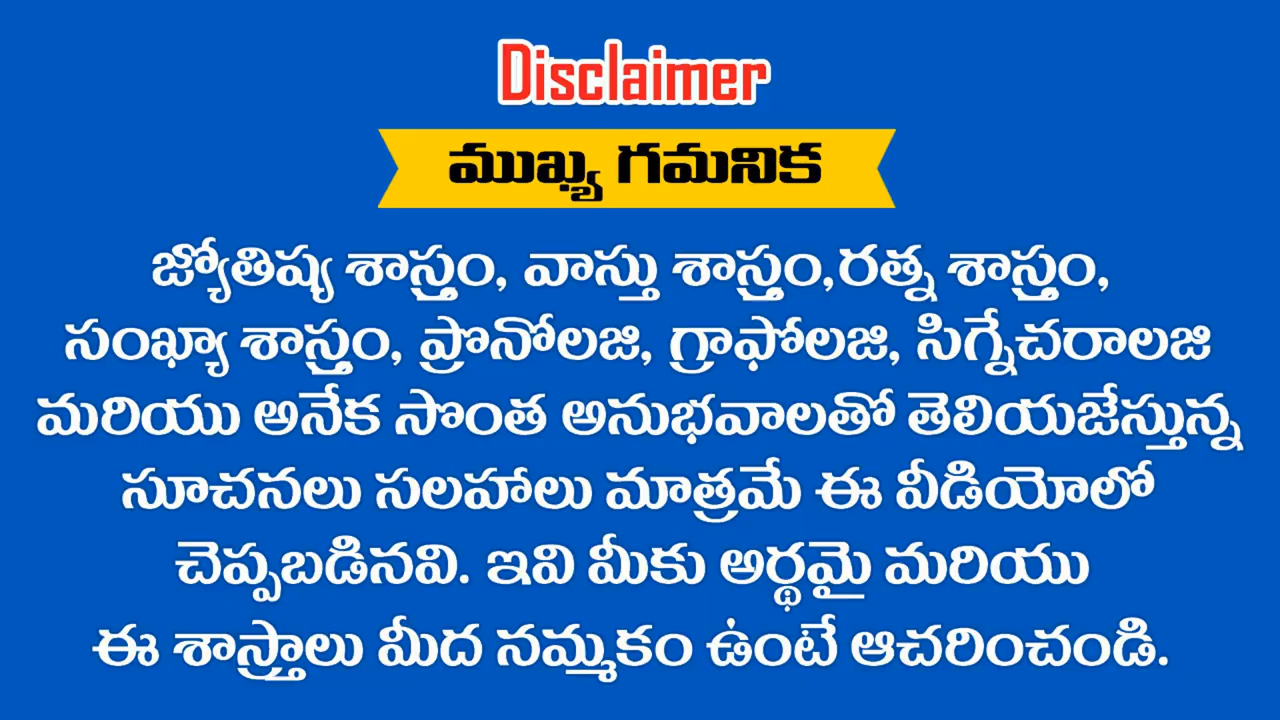 Disclaimer
ముఖ్య గమనిక
జ్యోతిష్య శాస్త్రం, వాస్తు శాస్త్రం,రత్న శాస్త్రం,
సంఖ్యా శాస్త్రం, ప్రొనోలజి, గ్రాఫోలజి, సిగ్నేచరాలజి
మరియు అనేక సొంత అనుభవాలతో తెలియజేస్తున్న
సూచనలు సలహాలు మాత్రమే ఈ వీడియోలో
చెప్పబడినవి. ఇవి మీకు అర్థమై మరియు
ఈ శాస్త్రాలు మీద నమ్మకం ఉంటే ఆచరించండి.